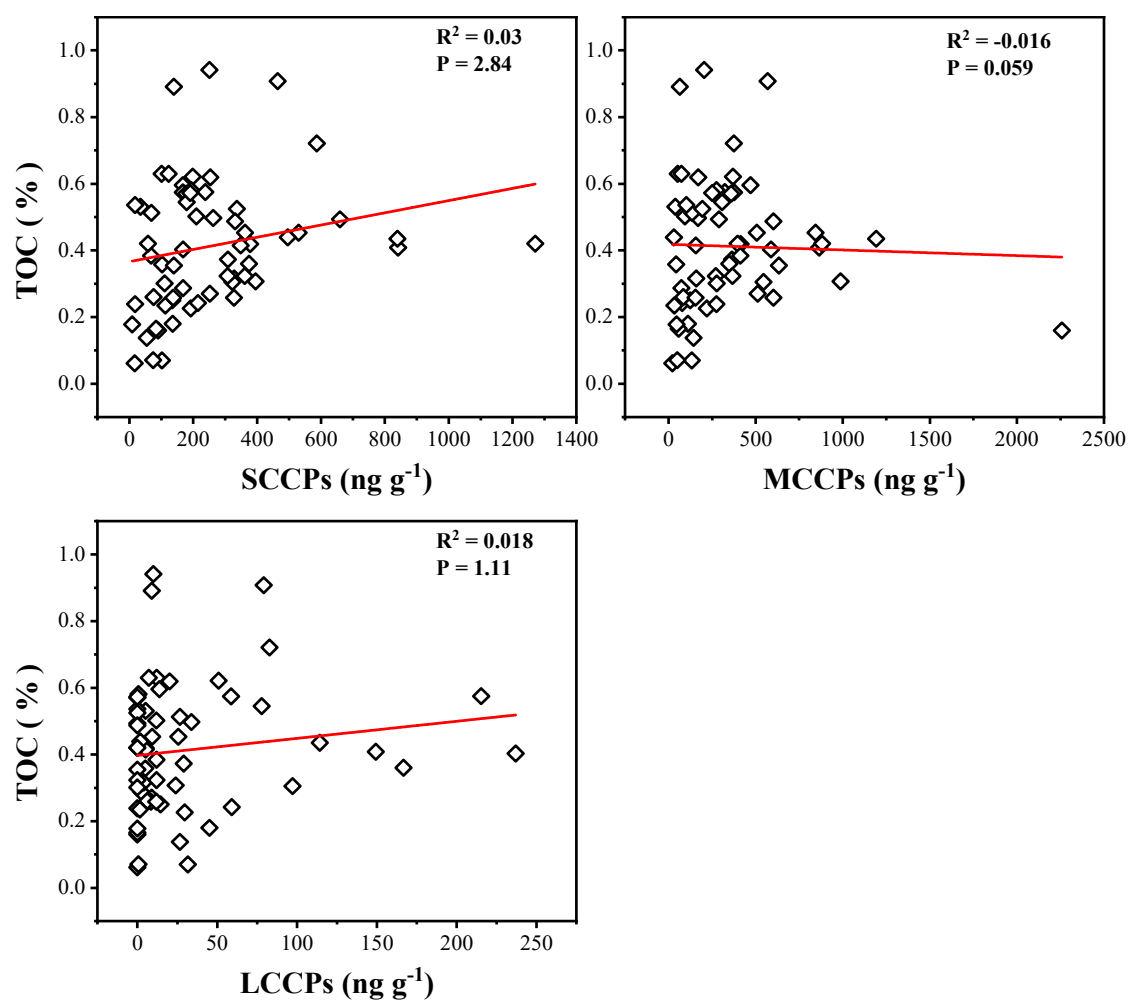 R² = 0.03
P = 2.84
1.0
0.8
0.6
0.4
0.2
0.0
TOC ( % )
0 200 400 600 800 1000 1200 1400
SCCPs (ng g⁻¹)
R² = -0.016
P = 0.059
1.0
0.8
0.6
0.4
0.2
0.0
0 500 1000 1500 2000 2500
MCCPs (ng g⁻¹)
R² = 0.018
P = 1.11
1.0
0.8
0.6
0.4
0.2
0.0
TOC ( % )
0 50 100 150 200 250
LCCPs (ng g⁻¹)